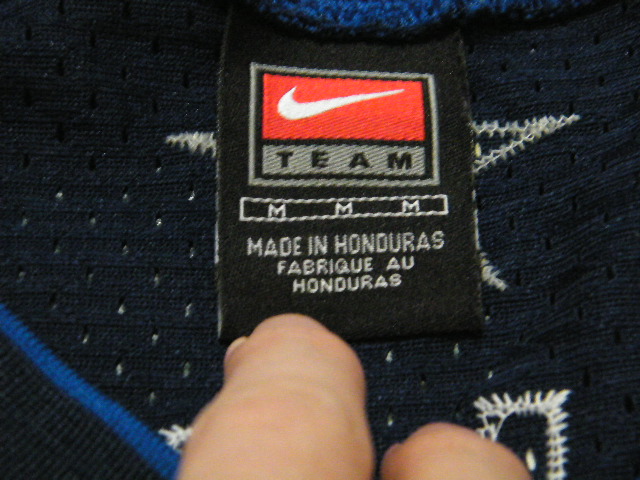 TEAM
M M M
MADE IN HONDURAS
FABRIQUE AU
HONDURAS